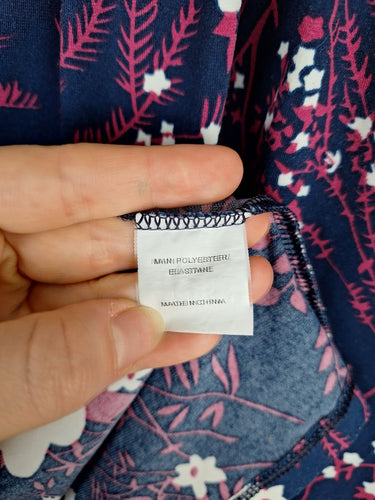 MAIN: POLYESTER/
ELASTANE
MADE IN CHINA